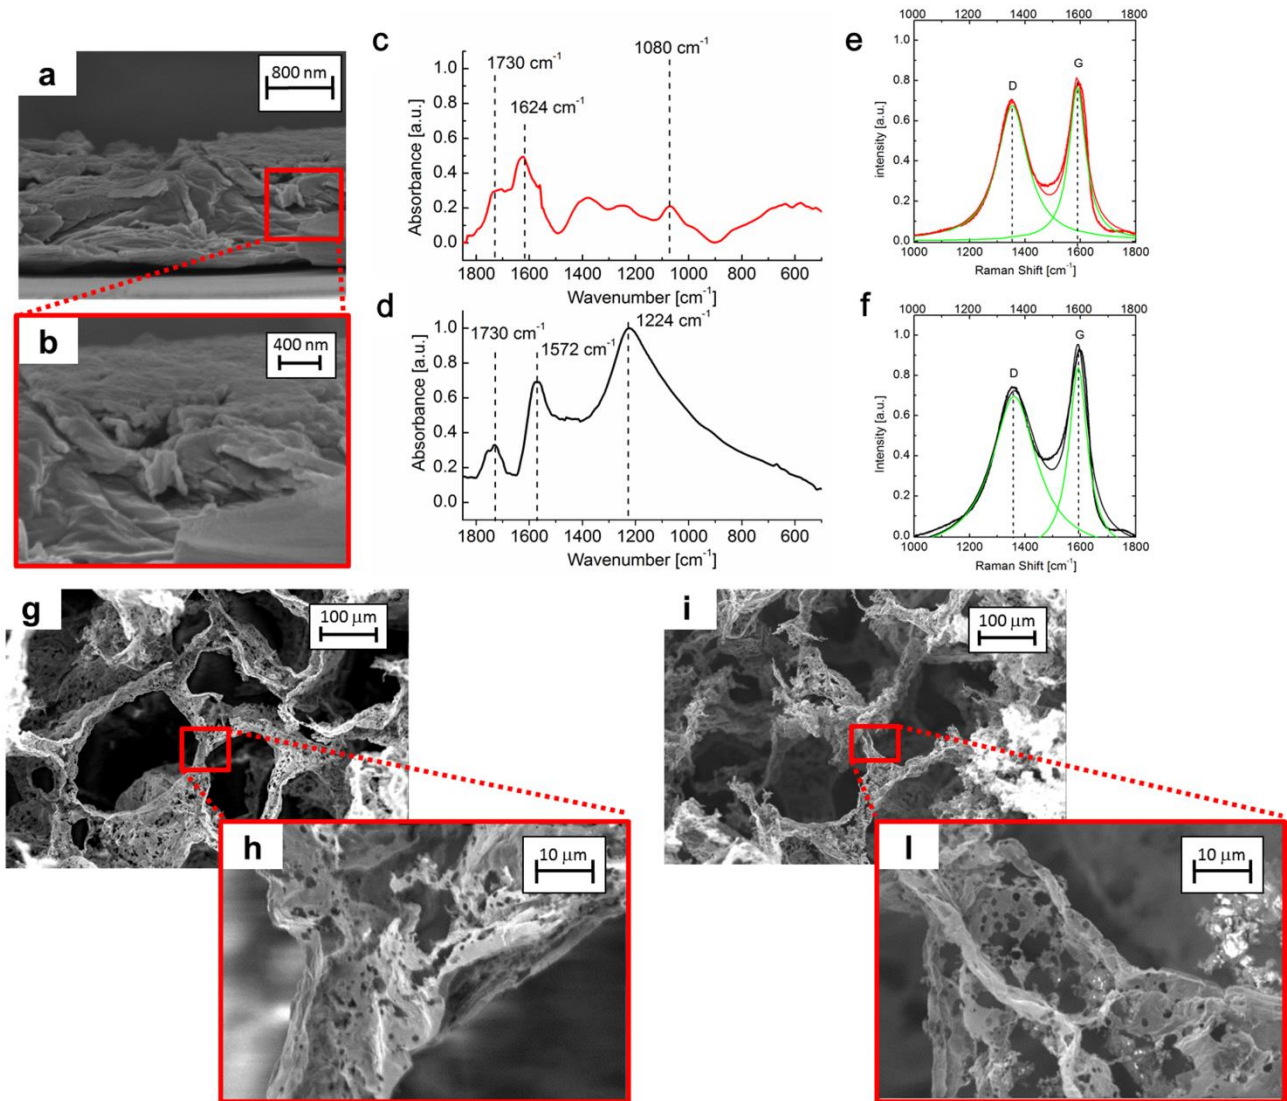 a
800 nm
b
400 nm
c
1730 cm-1
1080 cm-1
1624 cm-1
1.0
0.8
0.6
0.4
0.2
0.0
Absorbance [a.u.]
1800 1600 1400 1200 1000 800 600
Wavenumber [cm-1]
d
1730 cm-1
1224 cm-1
1572 cm-1
1.0
0.8
0.6
0.4
0.2
0.0
Absorbance [a.u.]
1800 1600 1400 1200 1000 800 600
Wavenumber [cm-1]
e
1000 1200 1400 1600 1800
D
G
1.0
0.8
0.6
0.4
0.2
0.0
intensity [a.u.]
1000 1200 1400 1600 1800
Raman Shift [cm-1]
f
D
G
1.0
0.8
0.6
0.4
0.2
0.0
Intensity [a.u.]
1000 1200 1400 1600 1800
Raman Shift [cm-1]
g
100 μm
h
10 μm
i
100 μm
l
10 μm